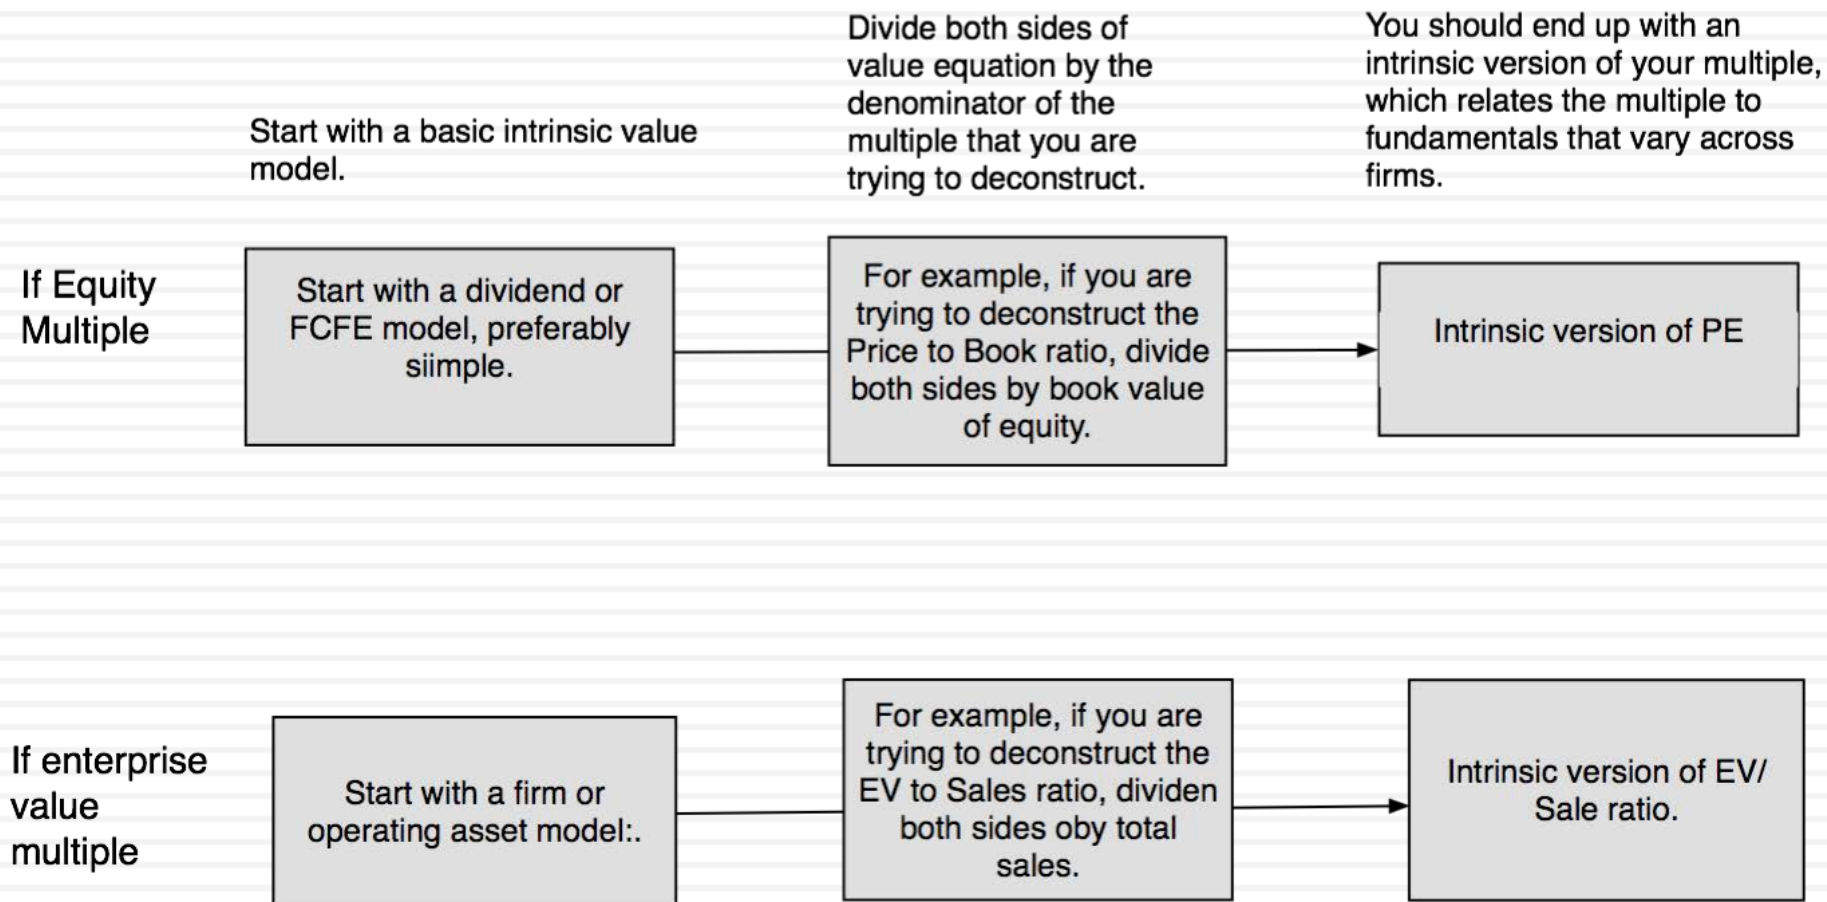 Start with a basic intrinsic value
model.
Divide both sides of
value equation by the
denominator of the
multiple that you are
trying to deconstruct.
You should end up with an
intrinsic version of your multiple,
which relates the multiple to
fundamentals that vary across
firms.
If Equity
Multiple
Start with a dividend or
FCFE model, preferably
siimple.
For example, if you are
trying to deconstruct the
Price to Book ratio, divide
both sides by book value
of equity.
Intrinsic version of PE
If enterprise
value
multiple
Start with a firm or
operating asset model:.
For example, if you are
trying to deconstruct the
EV to Sales ratio, dividen
both sides oby total
sales.
Intrinsic version of EV/
Sale ratio.